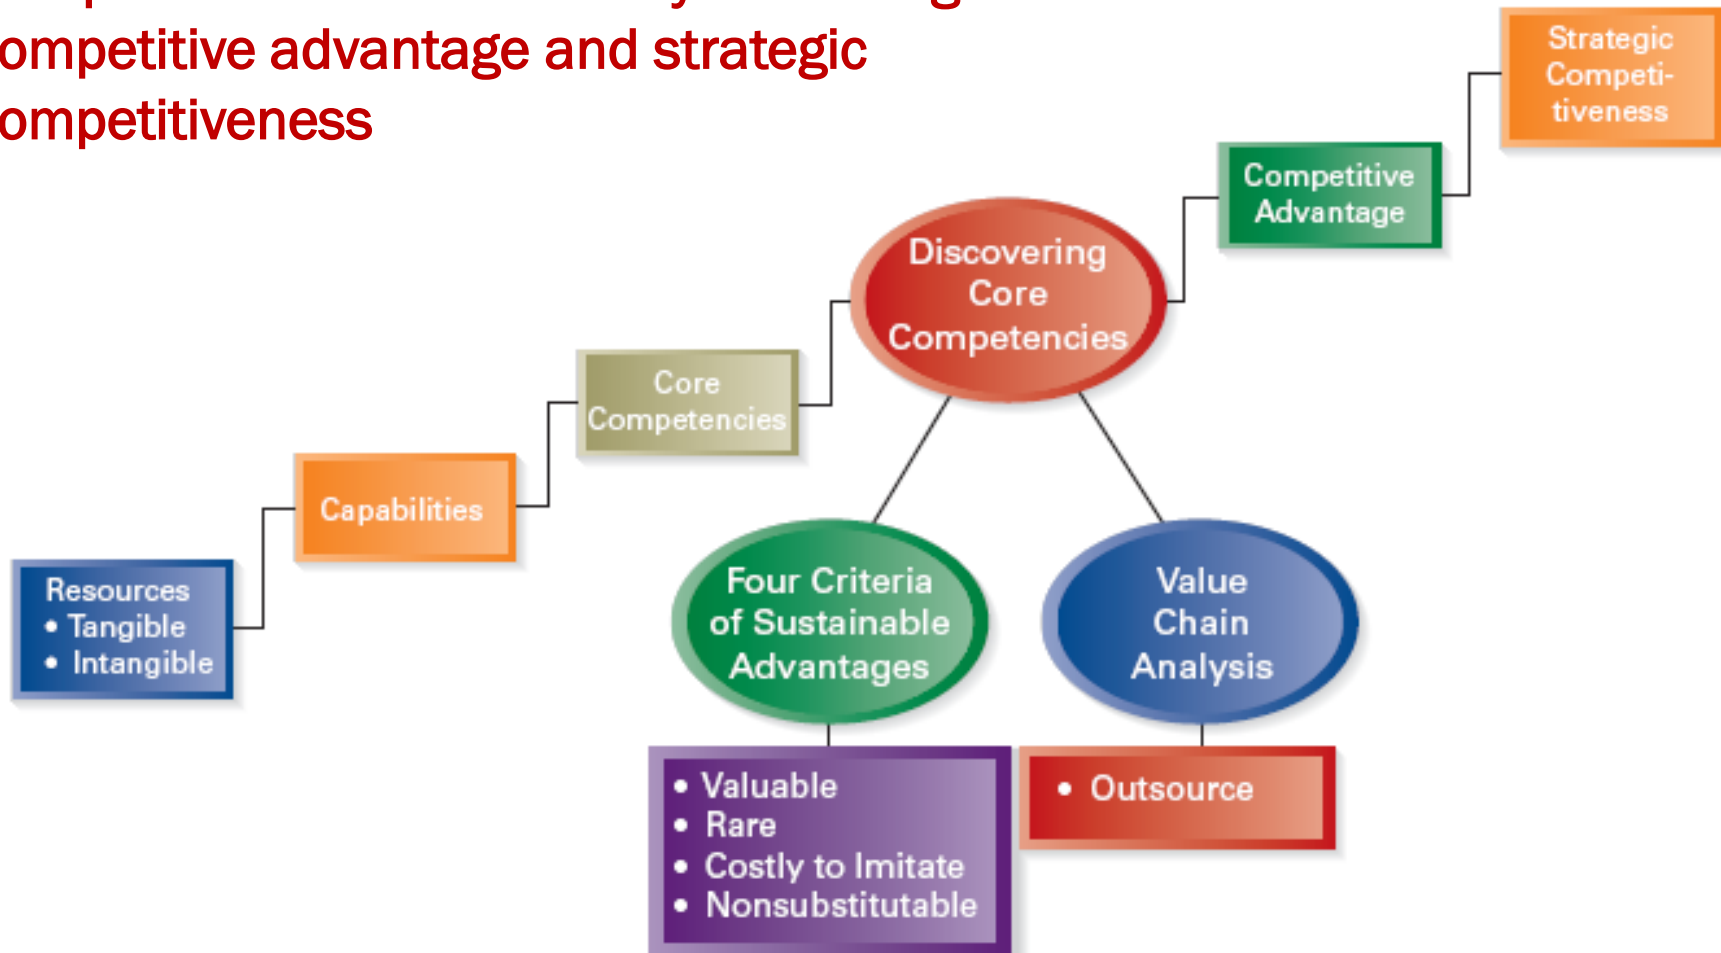 ompetitive advantage and strategic
ompetitiveness
Strategic
Competi-
tiveness
Competitive
Advantage
Discovering
Core
Competencies
Core
Competencies
Capabilities
Resources
• Tangible
• Intangible
Four Criteria
of Sustainable
Advantages
Value
Chain
Analysis
• Valuable
• Rare
• Costly to Imitate
• Nonsubstitutable
• Outsource